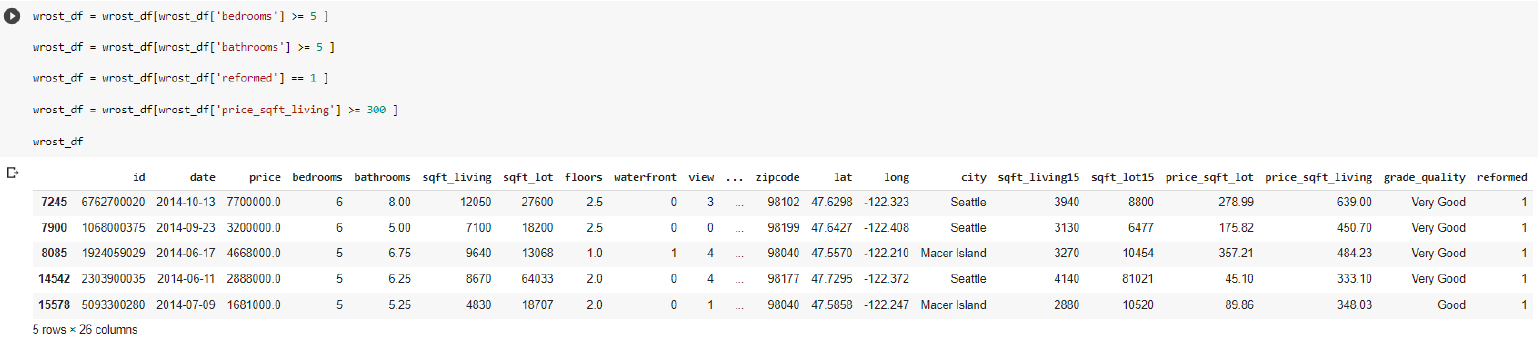 wrost_df = wrost_df[wrost_df['bedrooms'] >= 5 ]
wrost_df = wrost_df[wrost_df['bathrooms'] >= 5 ]
wrost_df = wrost_df[wrost_df['reformed'] == 1 ]
wrost_df = wrost_df[wrost_df['price_sqft_living'] >= 300 ]
wrost_df
id date price bedrooms bathrooms sqft_living sqft_lot floors waterfront view ... zipcode lat long city sqft_living15 sqft_lot15 price_sqft_lot price_sqft_living grade_quality reformed
7245 6762700020 2014-10-13 7700000.0 6 8.00 12050 27600 2.5 0 3 ... 98102 47.6298 -122.323 Seattle 3940 8800 278.99 639.00 Very Good 1
7900 1068000375 2014-09-23 3200000.0 6 5.00 7100 18200 2.5 0 0 ... 98199 47.6427 -122.408 Seattle 3130 6477 175.82 450.70 Very Good 1
8085 1924059029 2014-06-17 4668000.0 5 6.75 9640 13068 1.0 1 4 ... 98040 47.5570 -122.210 Macer Island 3270 10454 357.21 484.23 Very Good 1
14542 2303900035 2014-06-11 2888000.0 5 6.25 8670 64033 2.0 0 4 ... 98177 47.7295 -122.372 Seattle 4140 81021 45.10 333.10 Very Good 1
15578 5093300280 2014-07-09 1681000.0 5 5.25 4830 18707 2.0 0 1 ... 98040 47.5858 -122.247 Macer Island 2880 10520 89.86 348.03 Good 1
5 rows × 26 columns